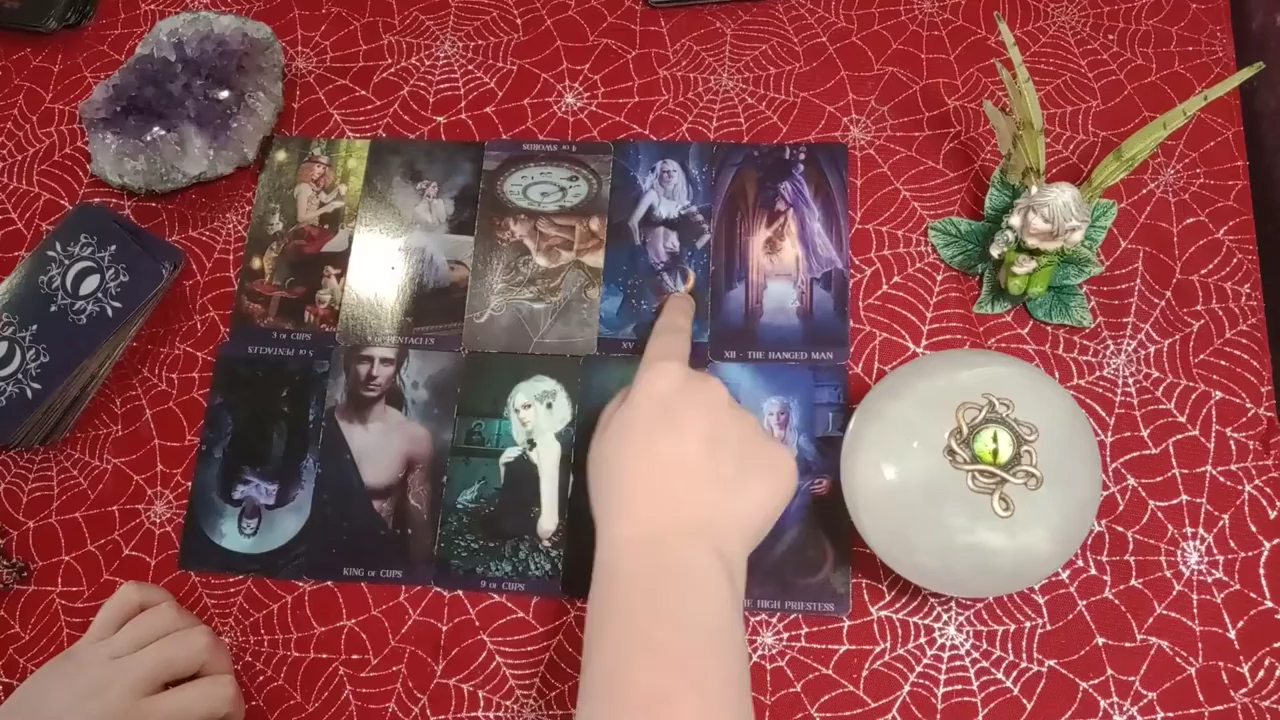 4 OF SWORDS
3 OF CUPS
OF PENTACLES
XV
XII - THE HANGED MAN
5 OF PENTACLES
KING OF CUPS
9 OF CUPS
HIGH PRIESTESS